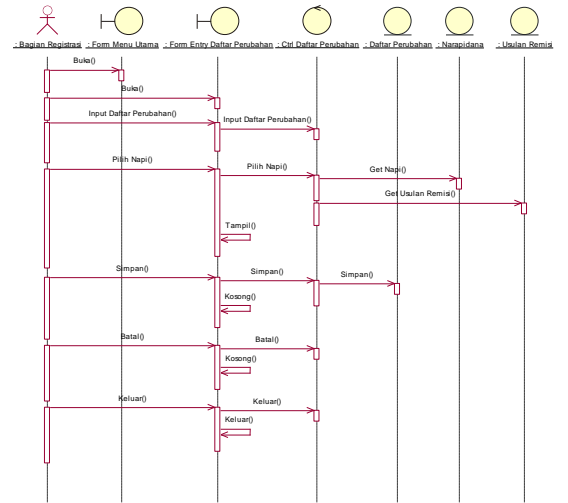 : Bagian Registrasi
: Form Menu Utama
: Form Entry Daftar Perubahan
: Ctrl Daftar Perubahan
: Daftar Perubahan
: Narapidana
: Usulan Remisi
Buka()
Buka()
Input Daftar Perubahan()
Input Daftar Perubahan()
Pilih Napi()
Pilih Napi()
Get Napi()
Get Usulan Remisi()
Tampil()
Simpan()
Simpan()
Simpan()
Kosong()
Batal()
Batal()
Kosong()
Keluar()
Keluar()
Keluar()